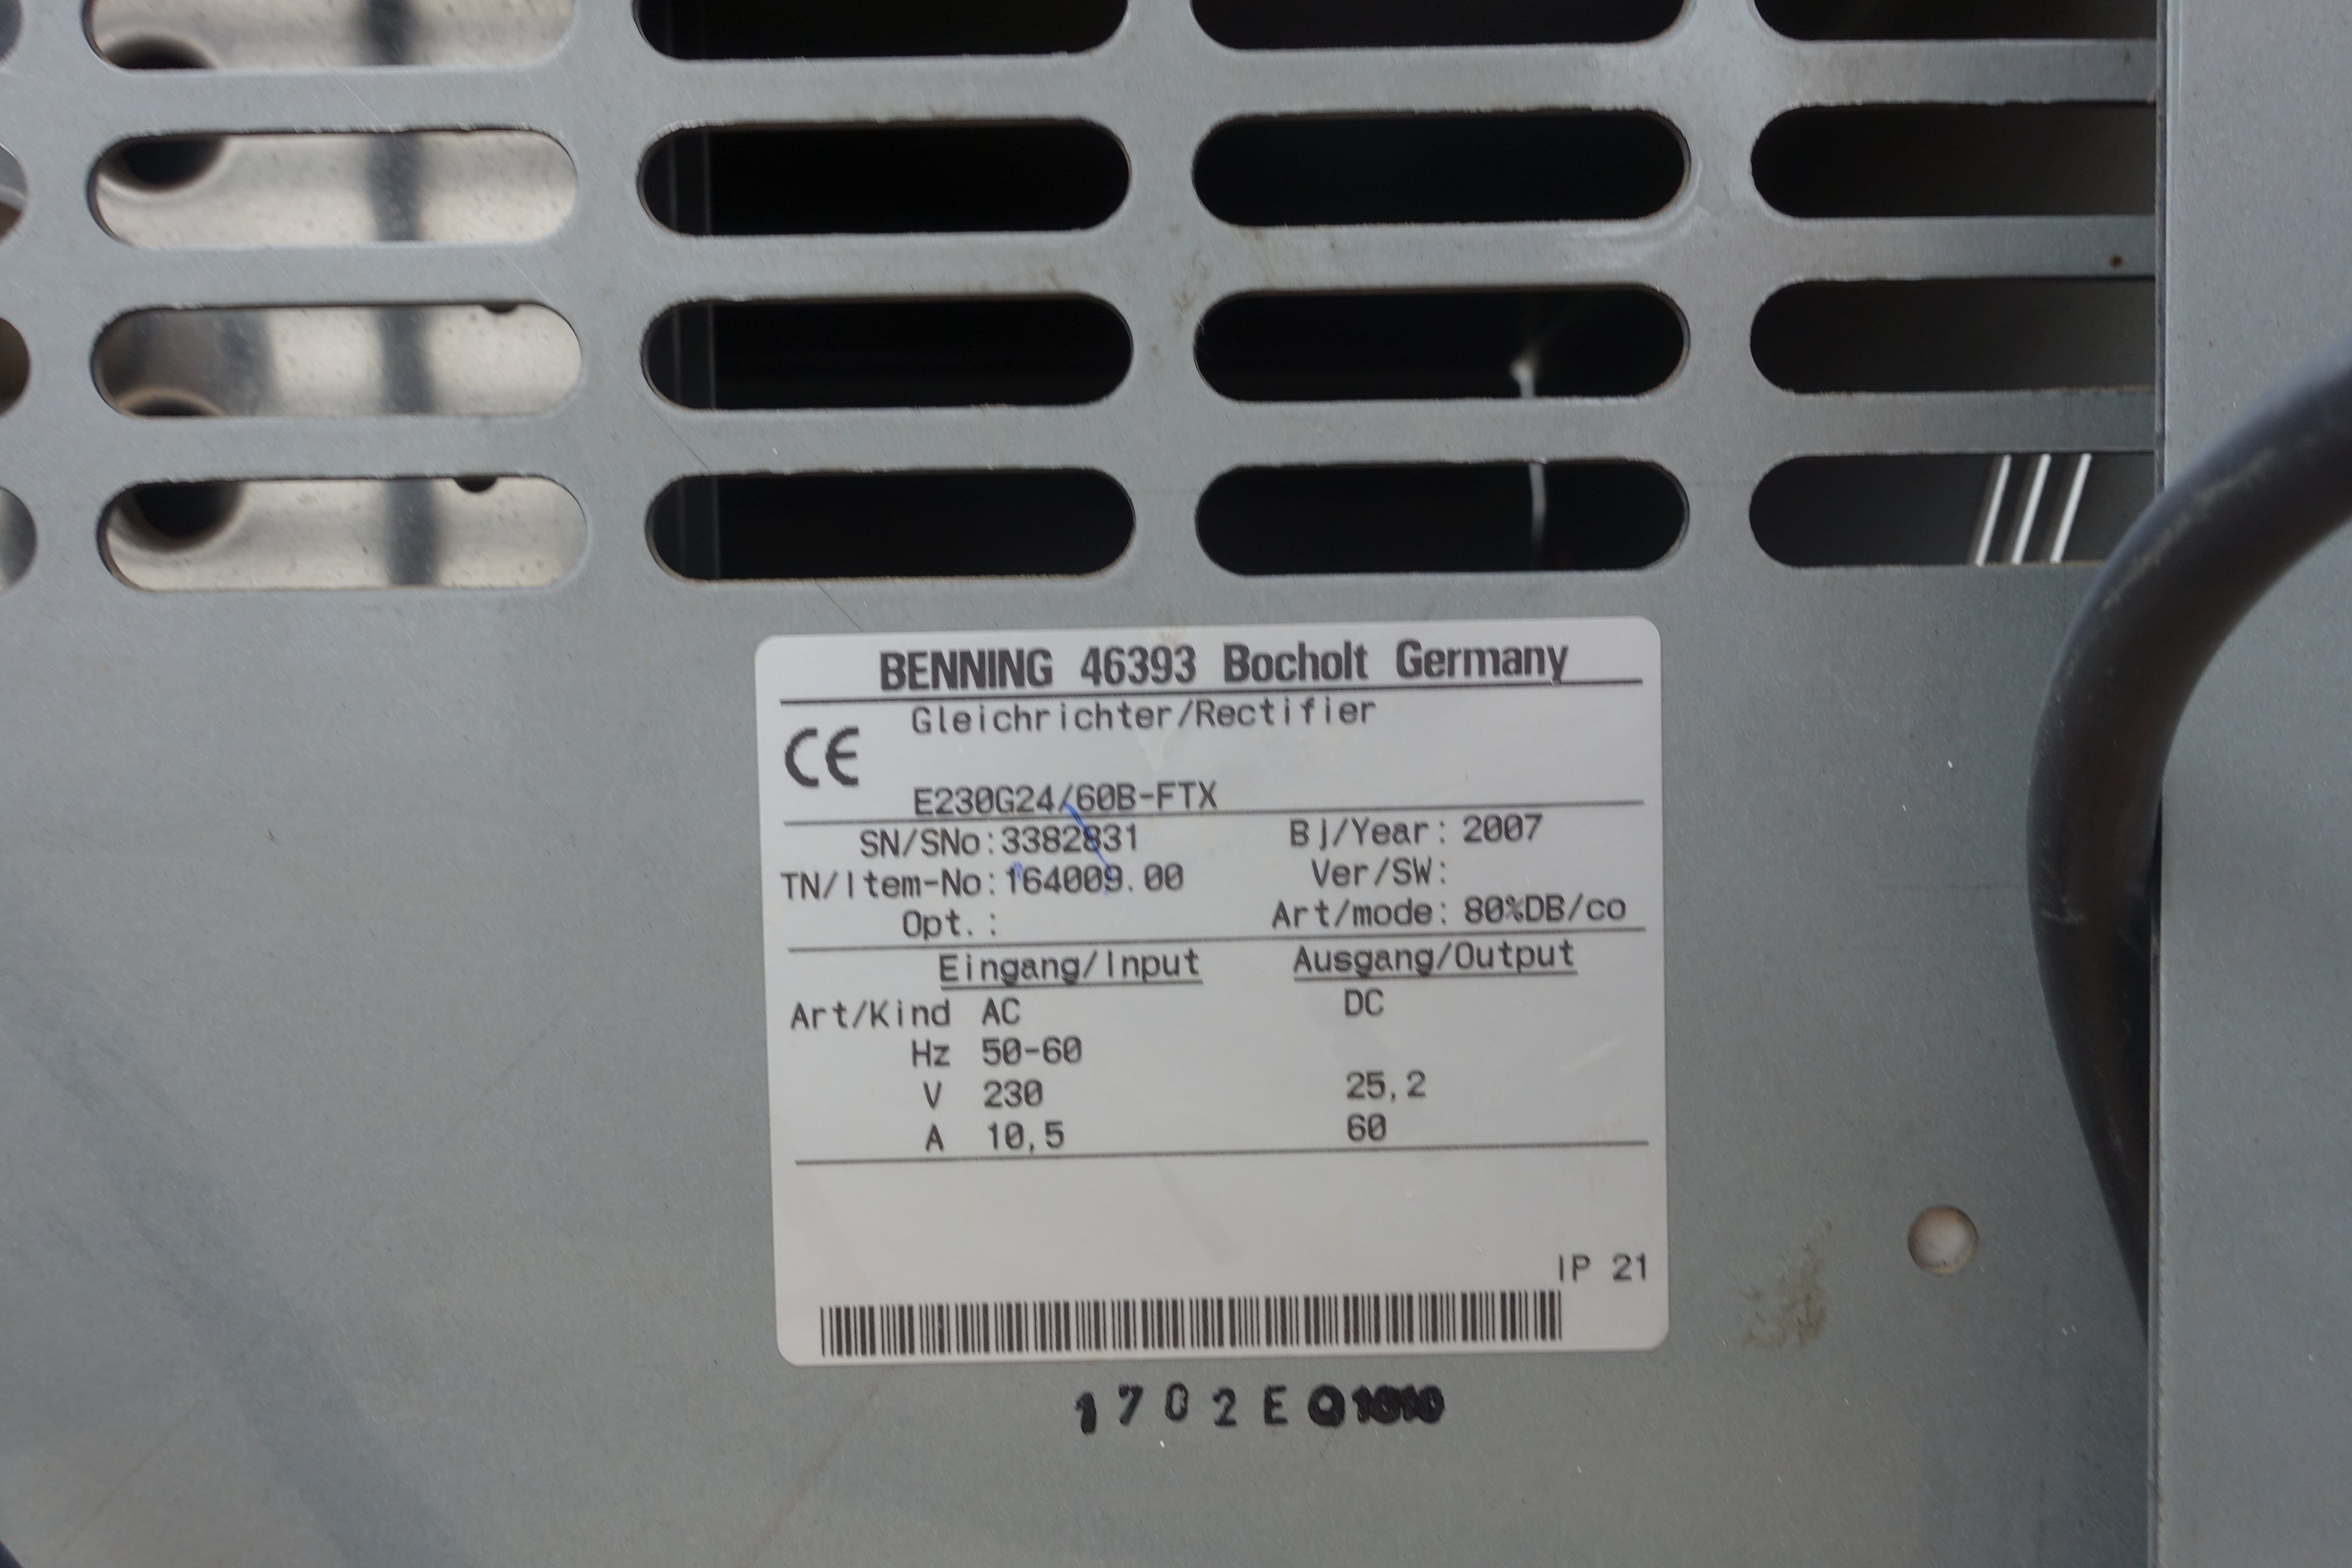 BENNING 46393 Bocholt Germany
CE
Gleichrichter/Rectifier
E230G24/60B-FTX
SN/SNo:3382831 Bj/Year: 2007
TN/Item-No:164009.00 Ver/SW:
Opt.: Art/mode: 80%DB/co
Eingang/Input Ausgang/Output
Art/Kind AC DC
Hz 50-60
V 230 25,2
A 10,5 60
IP 21